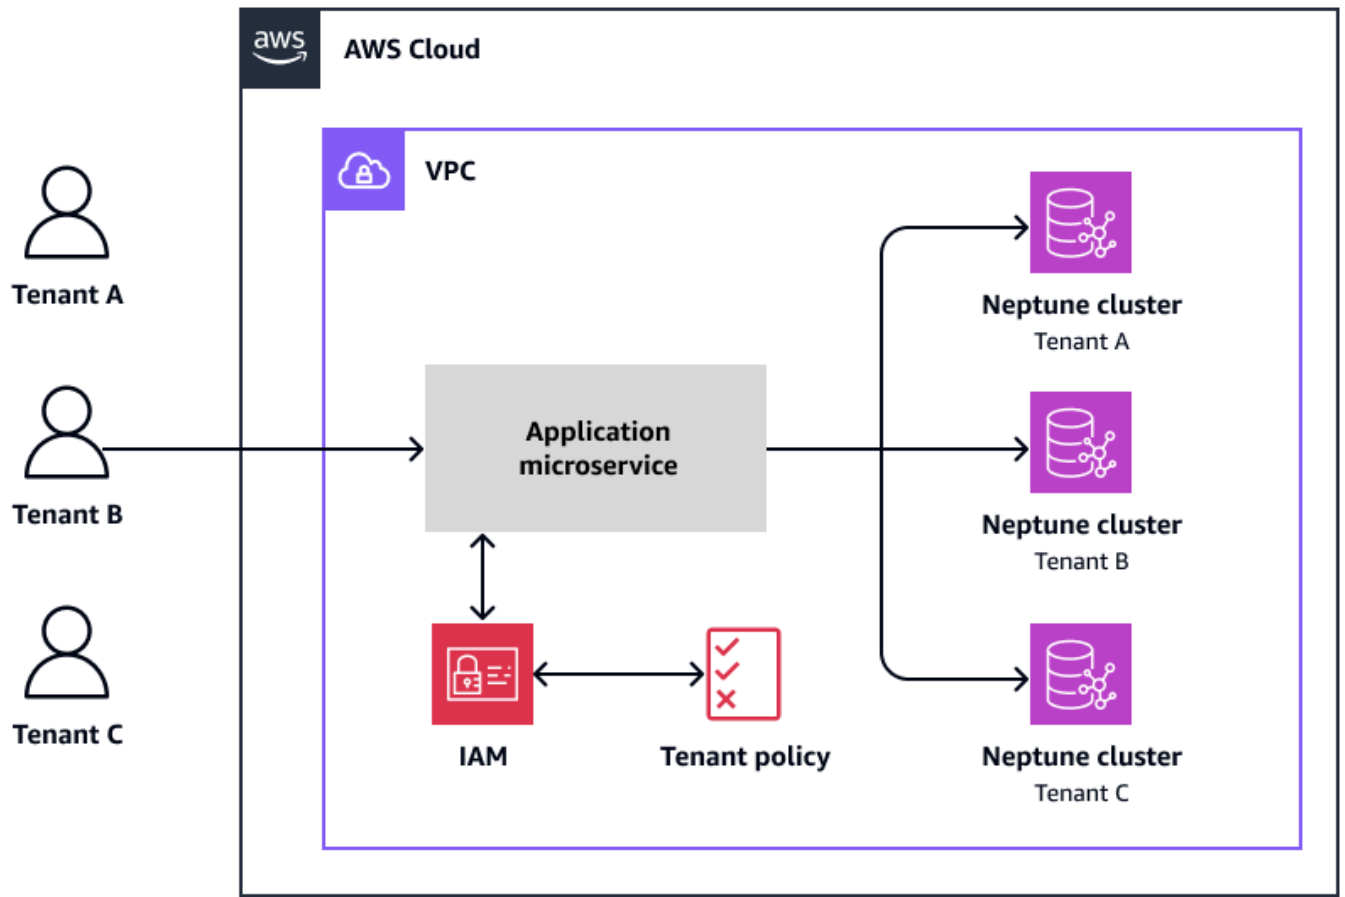 aws
AWS Cloud
VPC
Tenant A
Tenant B
Tenant C
Application
microservice
IAM
Tenant policy
Neptune cluster
Tenant A
Neptune cluster
Tenant B
Neptune cluster
Tenant C